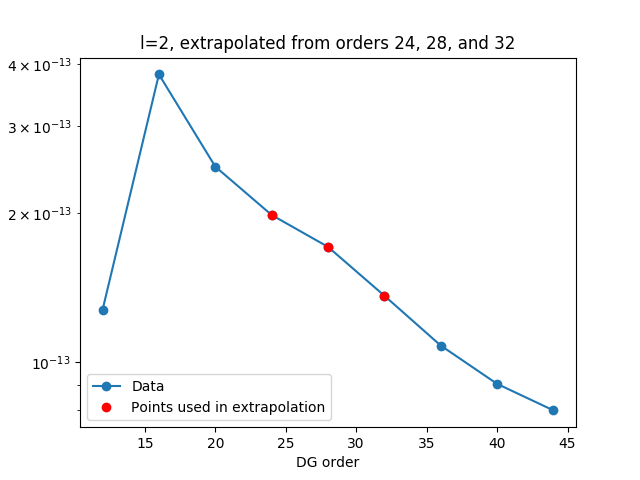 l=2, extrapolated from orders 24, 28, and 32
4 × 10⁻¹³
3 × 10⁻¹³
2 × 10⁻¹³
10⁻¹³
Data
Points used in extrapolation
15 20 25 30 35 40 45
DG order